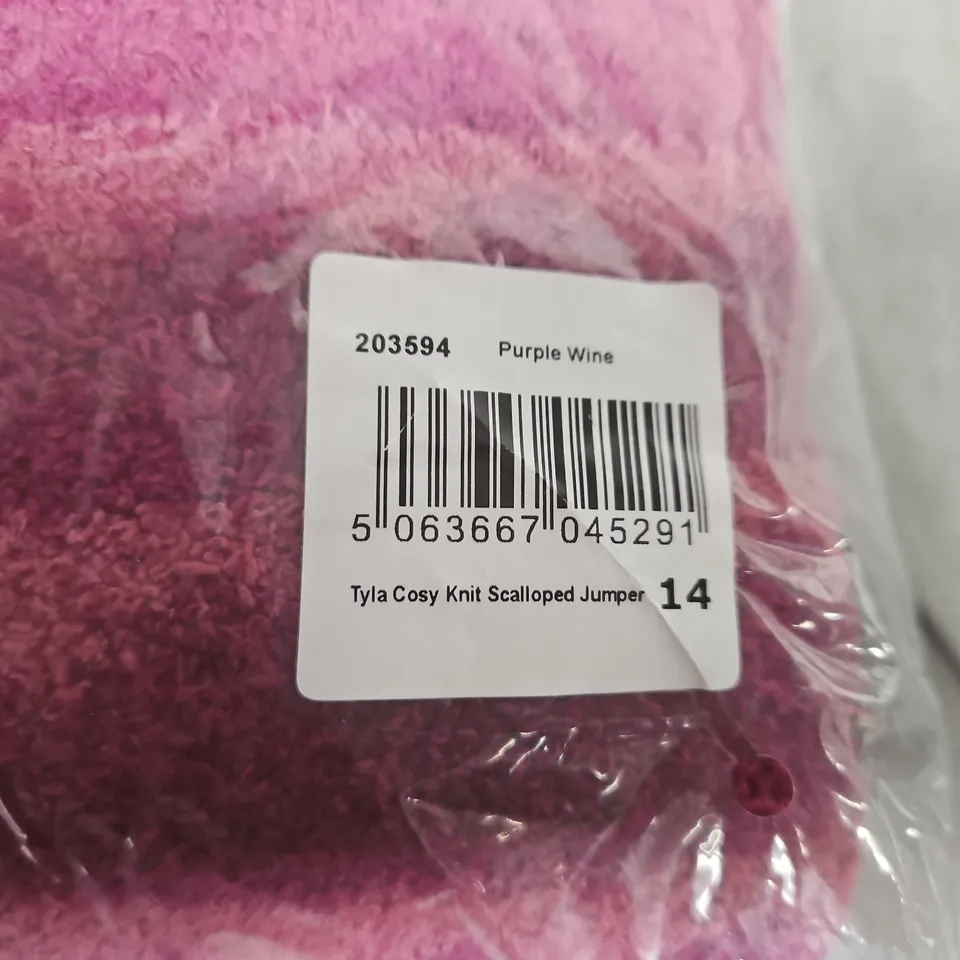 203594 Purple Wine
5 063667 045291
Tyla Cosy Knit Scalloped Jumper 14